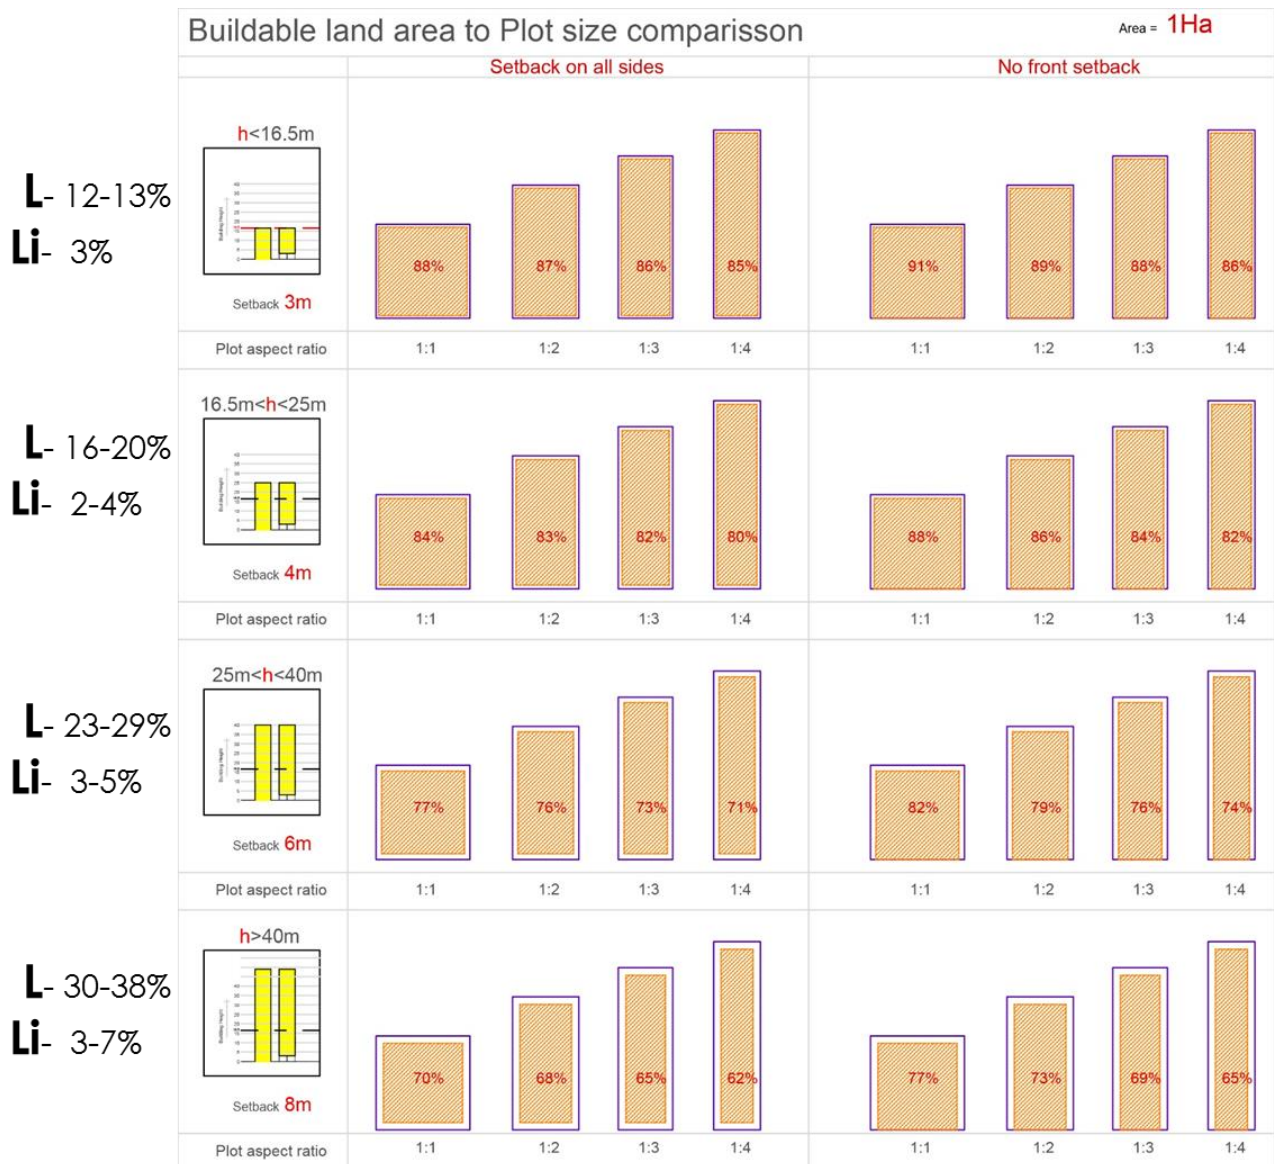 Buildable land area to Plot size comparisson
Area = 1Ha
Setback on all sides
No front setback
L- 12-13%
Li- 3%
h<16.5m
Setback 3m
88% 87% 86% 85%
91% 89% 88% 86%
Plot aspect ratio
1:1 1:2 1:3 1:4
1:1 1:2 1:3 1:4
L- 16-20%
Li- 2-4%
16.5m<h<25m
Setback 4m
84% 83% 82% 80%
88% 86% 84% 82%
Plot aspect ratio
1:1 1:2 1:3 1:4
1:1 1:2 1:3 1:4
L- 23-29%
Li- 3-5%
25m<h<40m
Setback 6m
77% 76% 73% 71%
82% 79% 76% 74%
Plot aspect ratio
1:1 1:2 1:3 1:4
1:1 1:2 1:3 1:4
L- 30-38%
Li- 3-7%
h>40m
Setback 8m
70% 68% 65% 62%
77% 73% 69% 65%
Plot aspect ratio
1:1 1:2 1:3 1:4
1:1 1:2 1:3 1:4